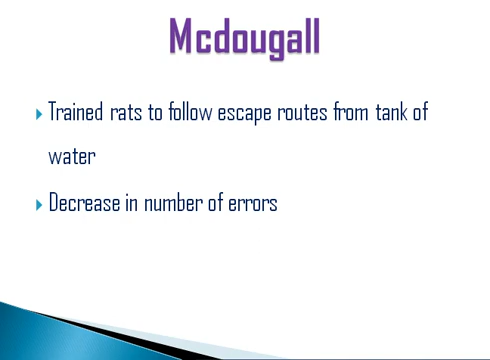 Mcdougall
Trained rats to follow escape routes from tank of
water
Decrease in number of errors